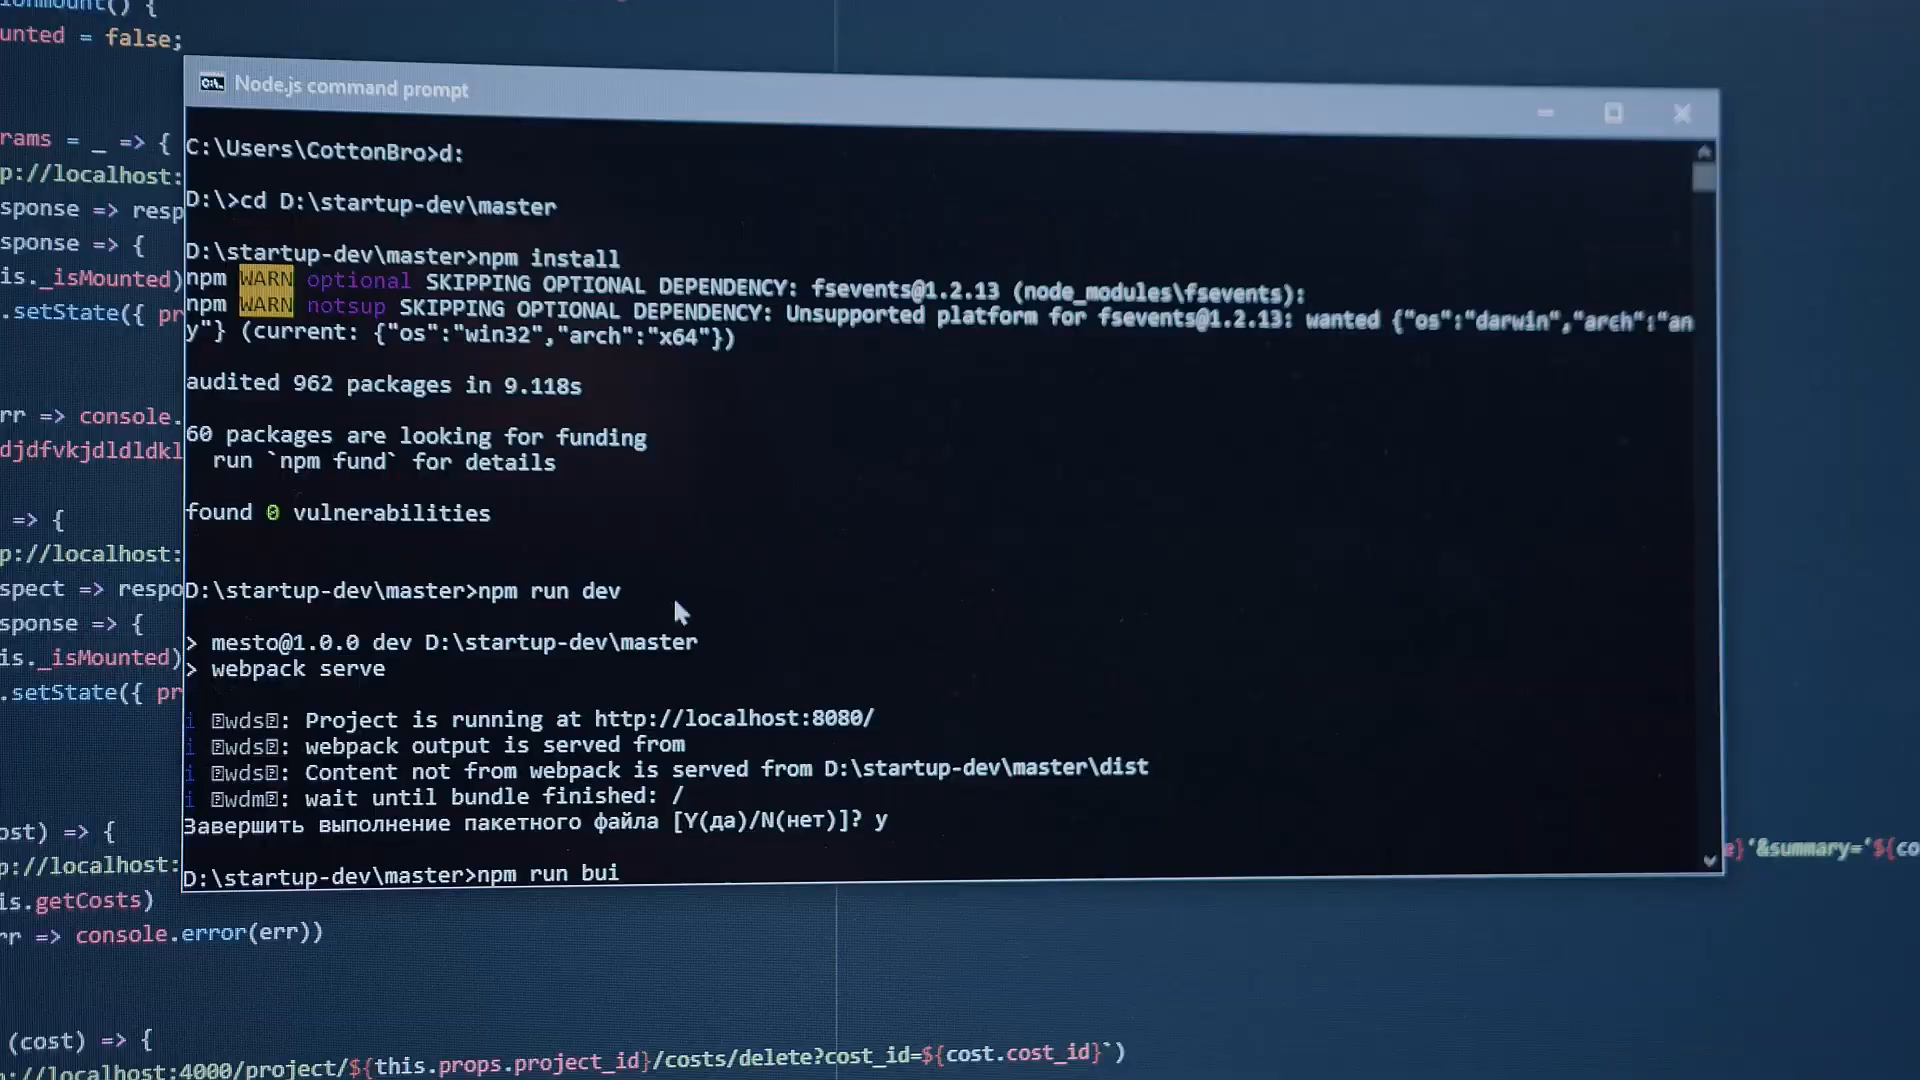 onmount() {
unted = false;
Node.js command prompt
rams = _ => {
p://localhost:
sponse => resp
sponse => {
is._isMounted)
.setState({ pr
rr => console.
djdfvkjdldldkl
=> {
p://localhost:
spect => respo
sponse => {
is._isMounted)
.setState({ pr
ost) => {
p://localhost:
is.getCosts)
rr => console.error(err))
(cost) => {
://localhost:4000/project/${this.props.project_id}/costs/delete?cost_id=${cost.cost_id}`)
C:\Users\CottonBro>d:
D:\>cd D:\startup-dev\master
D:\startup-dev\master>npm install
npm WARN optional SKIPPING OPTIONAL DEPENDENCY: fsevents@1.2.13 (node_modules\fsevents):
npm WARN notsup SKIPPING OPTIONAL DEPENDENCY: Unsupported platform for fsevents@1.2.13: wanted {"os":"darwin","arch":"an
y"} (current: {"os":"win32","arch":"x64"})
audited 962 packages in 9.118s
60 packages are looking for funding
run `npm fund` for details
found 0 vulnerabilities
D:\startup-dev\master>npm run dev
> mesto@1.0.0 dev D:\startup-dev\master
> webpack serve
i wds: Project is running at http://localhost:8080/
i wds: webpack output is served from
i wds: Content not from webpack is served from D:\startup-dev\master\dist
i wdm: wait until bundle finished: /
Завершить выполнение пакетного файла [Y(да)/N(нет)]? y
D:\startup-dev\master>npm run bui
}'&summary='${co